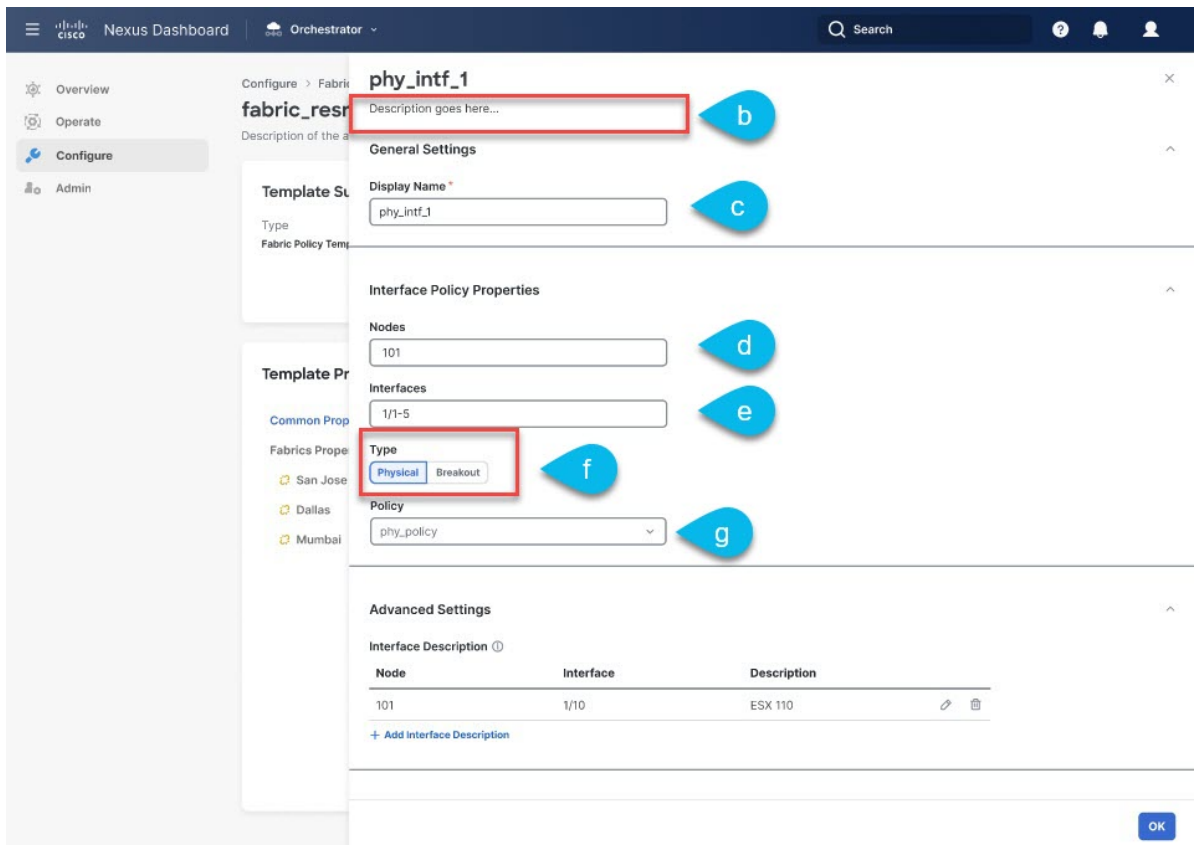 cisco Nexus Dashboard Orchestrator Search ?
Overview
Operate
Configure
Admin
Configure > Fabric
fabric_resr
Description of the a
Template Su
Type
Fabric Policy Temp
Template Pr
Common Prop
Fabrics Prope
San Jose
Dallas
Mumbai
phy_intf_1
Description goes here...
b
General Settings
Display Name *
phy_intf_1
c
Interface Policy Properties
Nodes
101
d
Interfaces
1/1-5
e
Type
Physical Breakout
f
Policy
phy_policy
g
Advanced Settings
Interface Description
Node Interface Description
101 1/10 ESX 110
+ Add Interface Description
OK